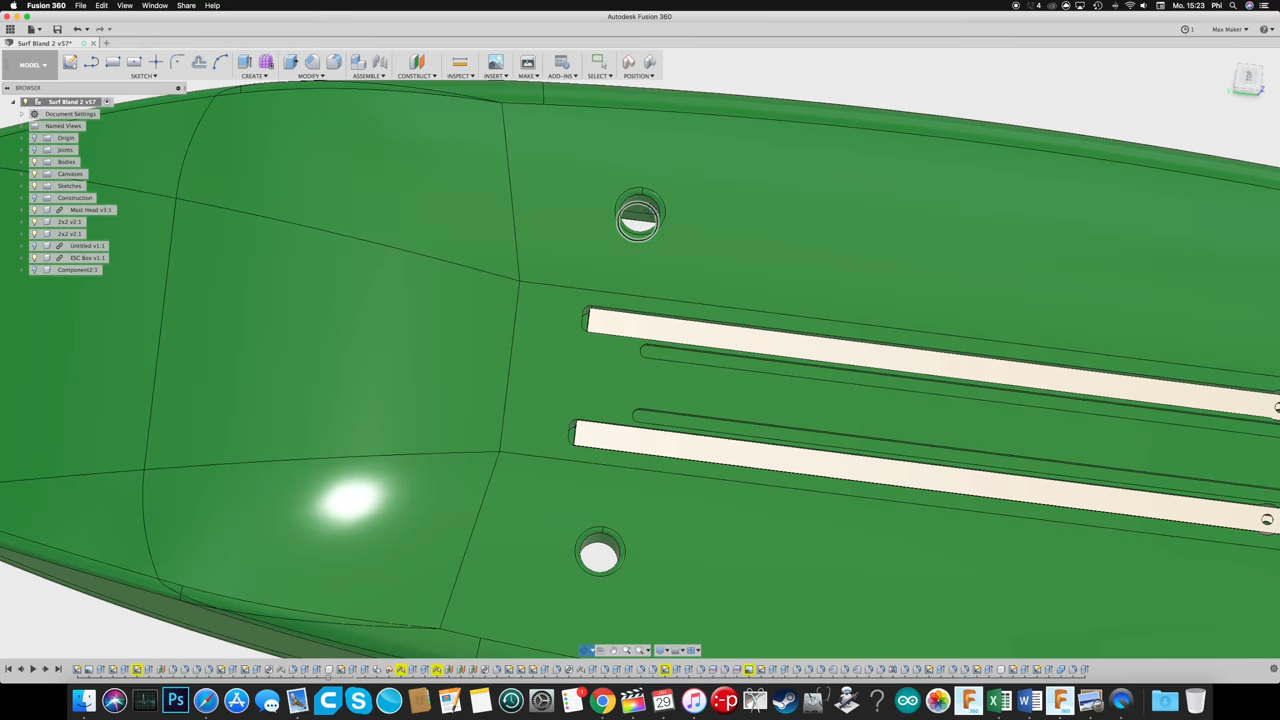 Fusion 360 File Edit View Window Share Help 4 Mo. 15:23 Phi
Autodesk Fusion 360
1 Max Maker
Surf Bland 2 v57*
MODEL SKETCH CREATE MODIFY ASSEMBLE CONSTRUCT INSPECT INSERT MAKE ADD-INS SELECT POSITION
BROWSER
Surf Bland 2 v57
Document Settings
Named Views
Origin
Joints
Bodies
Canvases
Sketches
Construction
Mast Head v3:1
2x2 v2:1
2x2 v2:1
Untitled v1:1
ESC Box v1:1
Component2:1